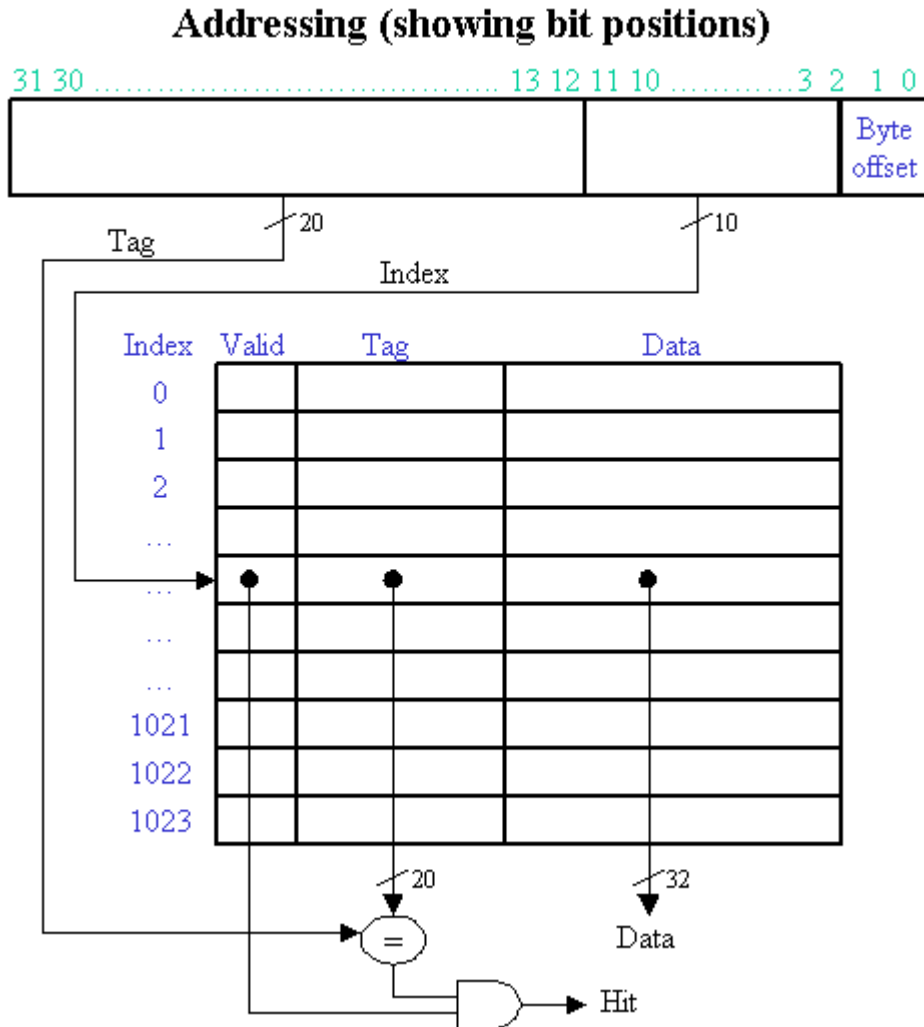 Addressing (showing bit positions)
31 30 ........................................ 13 12 11 10 ............3 2 1 0
Byte
offset
20
10
Tag
Index
Index Valid Tag Data
0
1
2
...
...
...
...
1021
1022
1023
20
32
=
Data
Hit